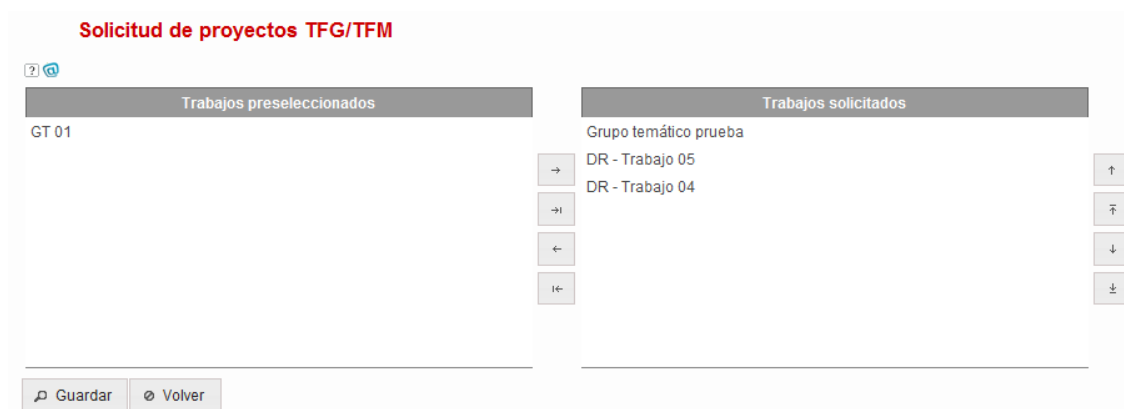 Solicitud de proyectos TFG/TFM
? @
Trabajos preseleccionados
GT 01
Trabajos solicitados
Grupo temático prueba
DR - Trabajo 05
DR - Trabajo 04
Guardar
Volver